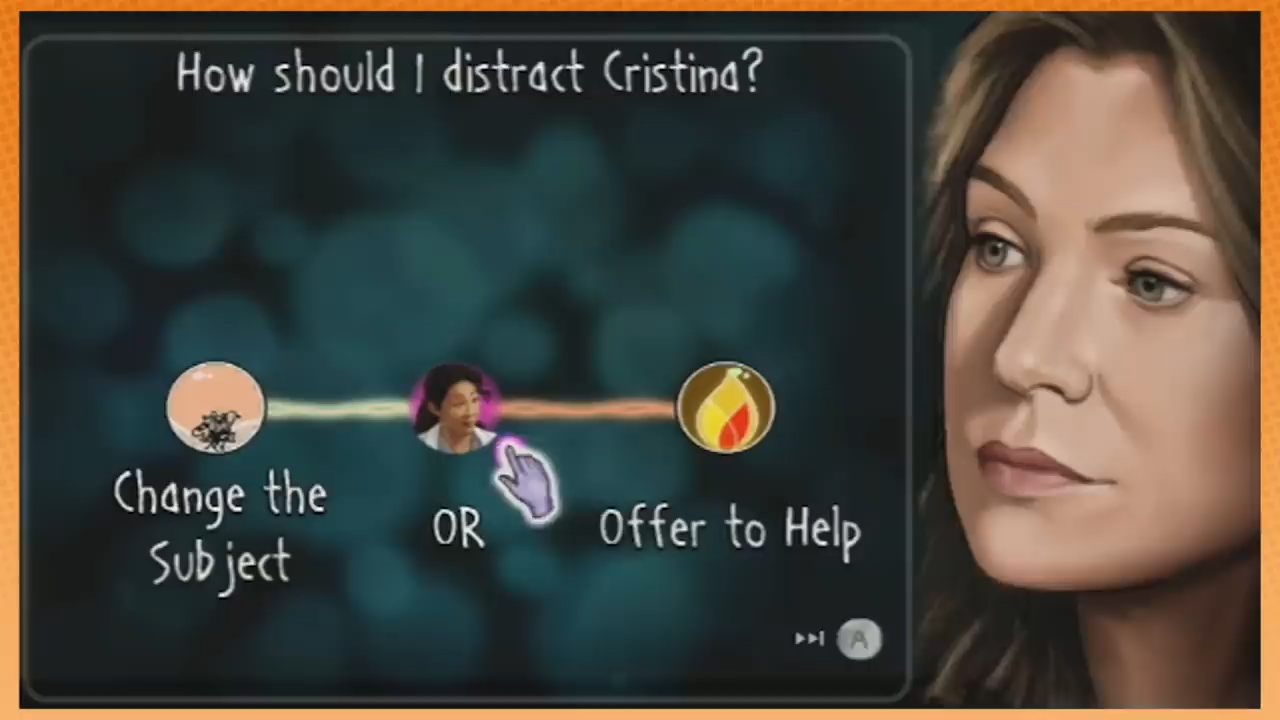 How should I distract Cristina?
Change the
Subject
OR
Offer to Help
A